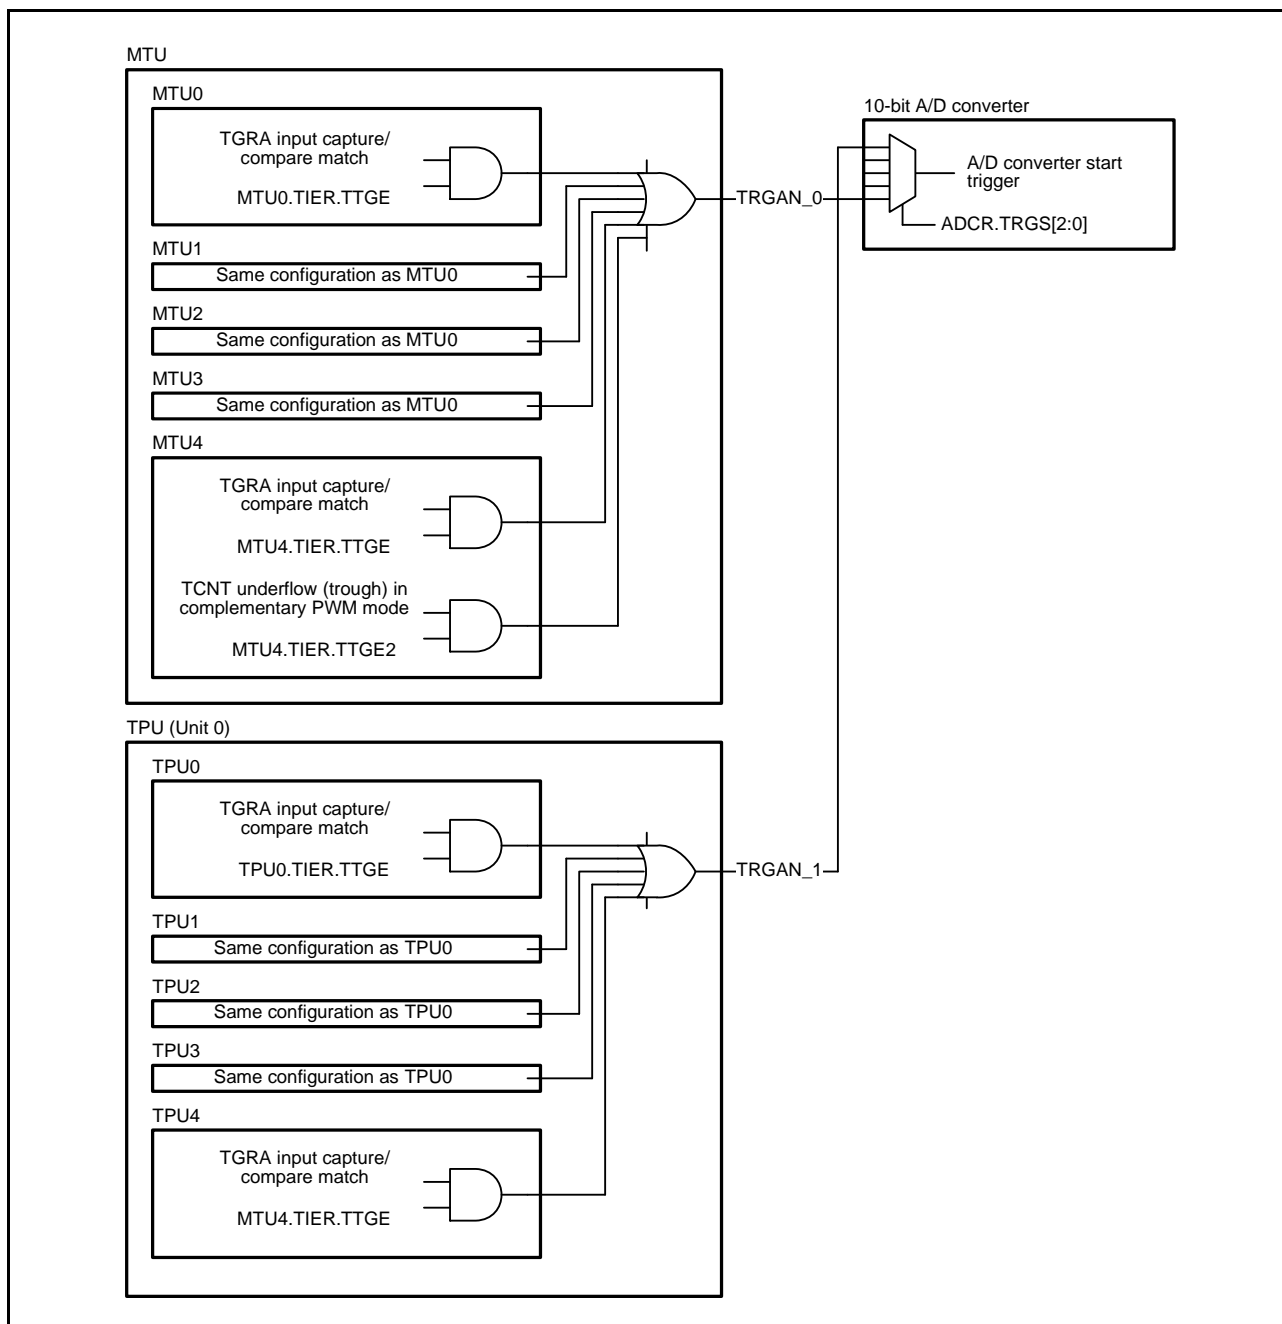 MTU
MTU0
TGRA input capture/
compare match
MTU0.TIER.TTGE
MTU1
Same configuration as MTU0
MTU2
Same configuration as MTU0
MTU3
Same configuration as MTU0
MTU4
TGRA input capture/
compare match
MTU4.TIER.TTGE
TCNT underflow (trough) in
complementary PWM mode
MTU4.TIER.TTGE2
TRGAN_0
10-bit A/D converter
A/D converter start
trigger
ADCR.TRGS[2:0]
TPU (Unit 0)
TPU0
TGRA input capture/
compare match
TPU0.TIER.TTGE
TPU1
Same configuration as TPU0
TPU2
Same configuration as TPU0
TPU3
Same configuration as TPU0
TPU4
TGRA input capture/
compare match
MTU4.TIER.TTGE
TRGAN_1